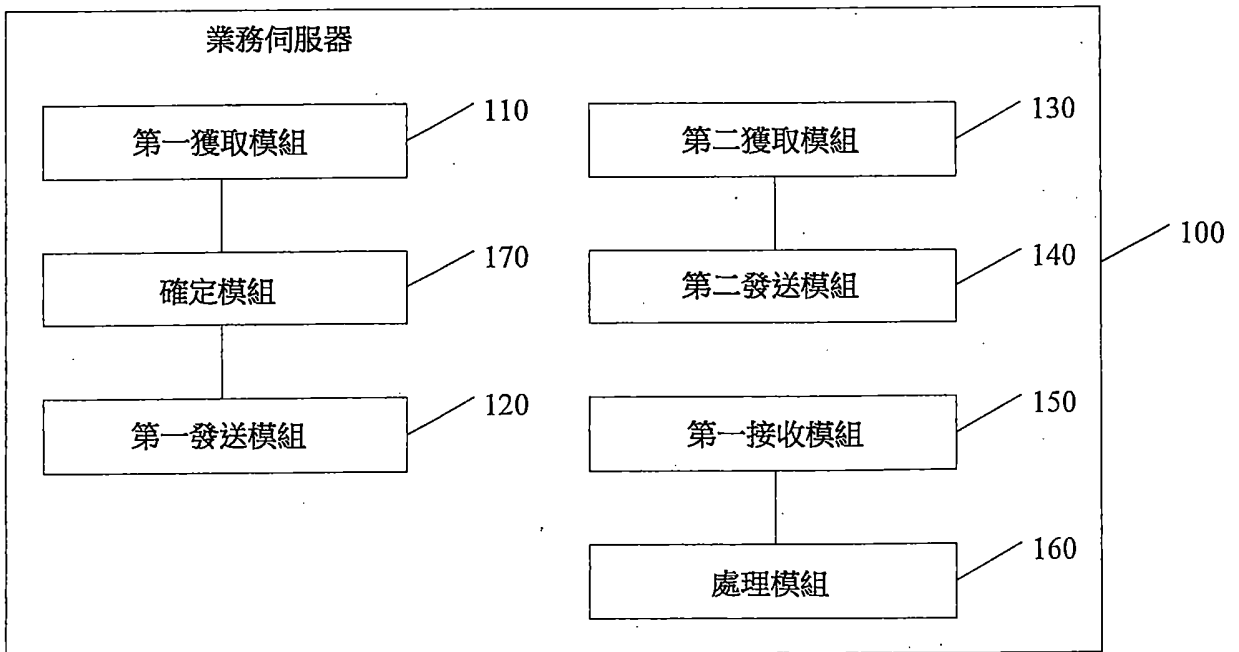 業務伺服器
110
第一獲取模組
130
第二獲取模組
100
170
確定模組
140
第二發送模組
120
第一發送模組
150
第一接收模組
160
處理模組